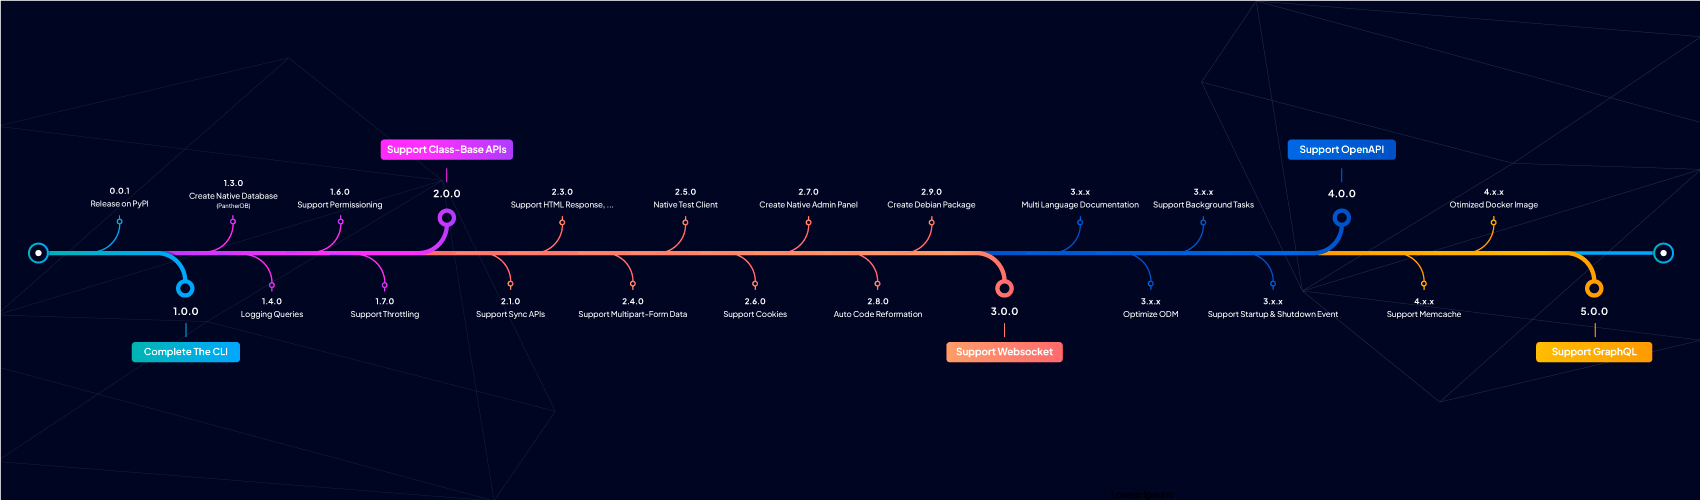 Support Class-Base APIs
Support OpenAPI
0.0.1
Release on PyPI
1.3.0
Create Native Database
(PantherDB)
1.6.0
Support Permissioning
2.0.0
2.3.0
Support HTML Response, ...
2.5.0
Native Test Client
2.7.0
Create Native Admin Panel
2.9.0
Create Debian Package
3.x.x
Multi Language Documentation
3.x.x
Support Background Tasks
4.0.0
4.x.x
Otimized Docker Image
1.0.0
1.4.0
Logging Queries
1.7.0
Support Throttling
2.1.0
Support Sync APIs
2.4.0
Support Multipart-Form Data
2.6.0
Support Cookies
2.8.0
Auto Code Reformation
3.0.0
3.x.x
Optimize ODM
3.x.x
Support Startup & Shutdown Event
4.x.x
Support Memcache
5.0.0
Complete The CLI
Support Websocket
Support GraphQL